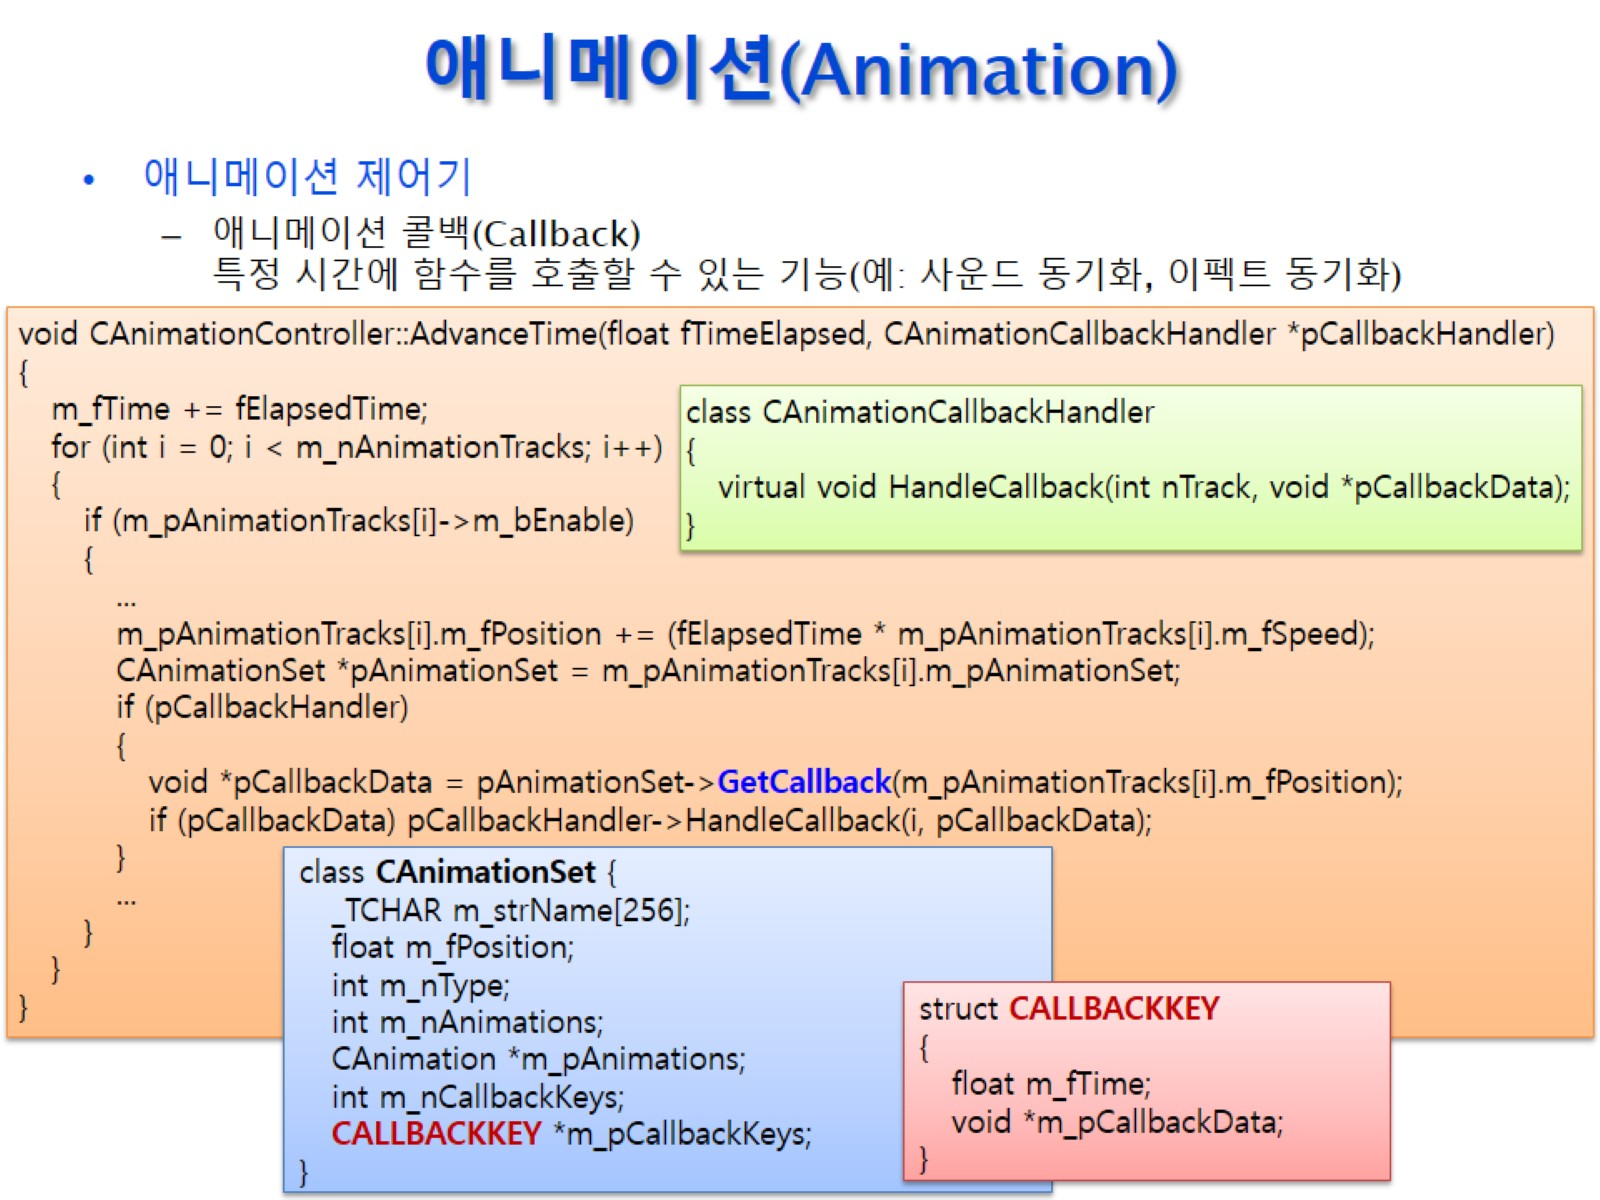 애니메이션(Animation)
• 애니메이션 제어기
– 애니메이션 콜백(Callback)
특정 시간에 함수를 호출할 수 있는 기능(예: 사운드 동기화, 이펙트 동기화)
void CAnimationController::AdvanceTime(float fTimeElapsed, CAnimationCallbackHandler *pCallbackHandler)
{
m_fTime += fElapsedTime;
for (int i = 0; i < m_nAnimationTracks; i++)
{
if (m_pAnimationTracks[i]->m_bEnable)
{
...
m_pAnimationTracks[i].m_fPosition += (fElapsedTime * m_pAnimationTracks[i].m_fSpeed);
CAnimationSet *pAnimationSet = m_pAnimationTracks[i].m_pAnimationSet;
if (pCallbackHandler)
{
void *pCallbackData = pAnimationSet->GetCallback(m_pAnimationTracks[i].m_fPosition);
if (pCallbackData) pCallbackHandler->HandleCallback(i, pCallbackData);
}
...
}
}
}
class CAnimationCallbackHandler
{
virtual void HandleCallback(int nTrack, void *pCallbackData);
}
class CAnimationSet {
_TCHAR m_strName[256];
float m_fPosition;
int m_nType;
int m_nAnimations;
CAnimation *m_pAnimations;
int m_nCallbackKeys;
CALLBACKKEY *m_pCallbackKeys;
}
struct CALLBACKKEY
{
float m_fTime;
void *m_pCallbackData;
}